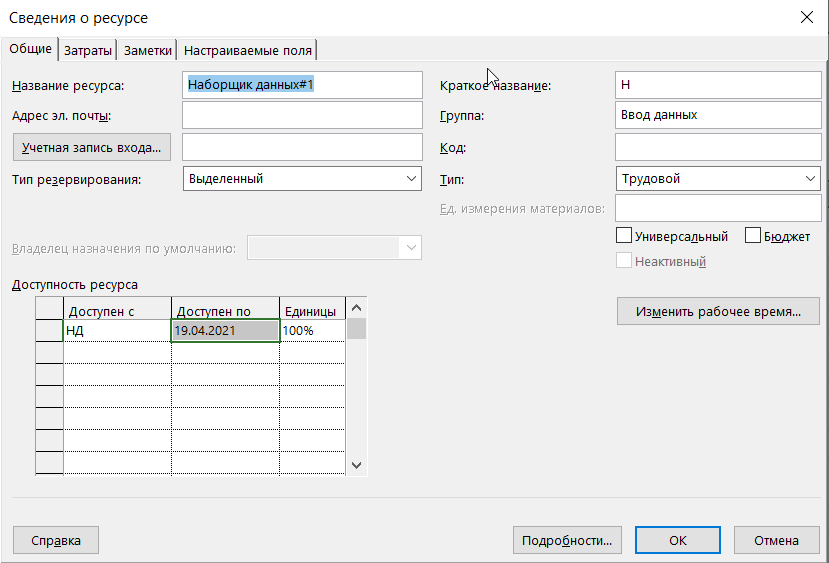 Сведения о ресурсе
Общие Затраты Заметки Настраиваемые поля
Название ресурса: Наборщик данных#1 Краткое название: Н
Адрес эл. почты: Группа: Ввод данных
Учетная запись входа... Код:
Тип резервирования: Выделенный Тип: Трудовой
Ед. измерения материалов:
Универсальный Бюджет
Владелец назначения по умолчанию:
Неактивный
Доступность ресурса
Доступен с Доступен по Единицы Изменить рабочее время...
НД 19.04.2021 100%
Справка Подробности... ОК Отмена